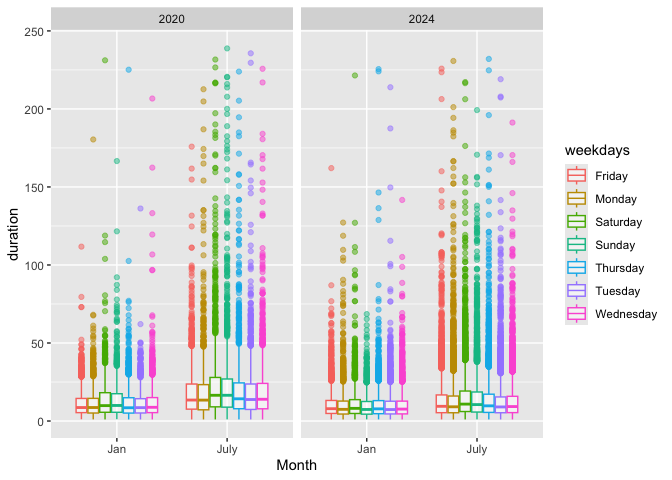 2020 2024
250
200
150
100
50
0
duration
Jan July Jan July
Month
weekdays
Friday
Monday
Saturday
Sunday
Thursday
Tuesday
Wednesday